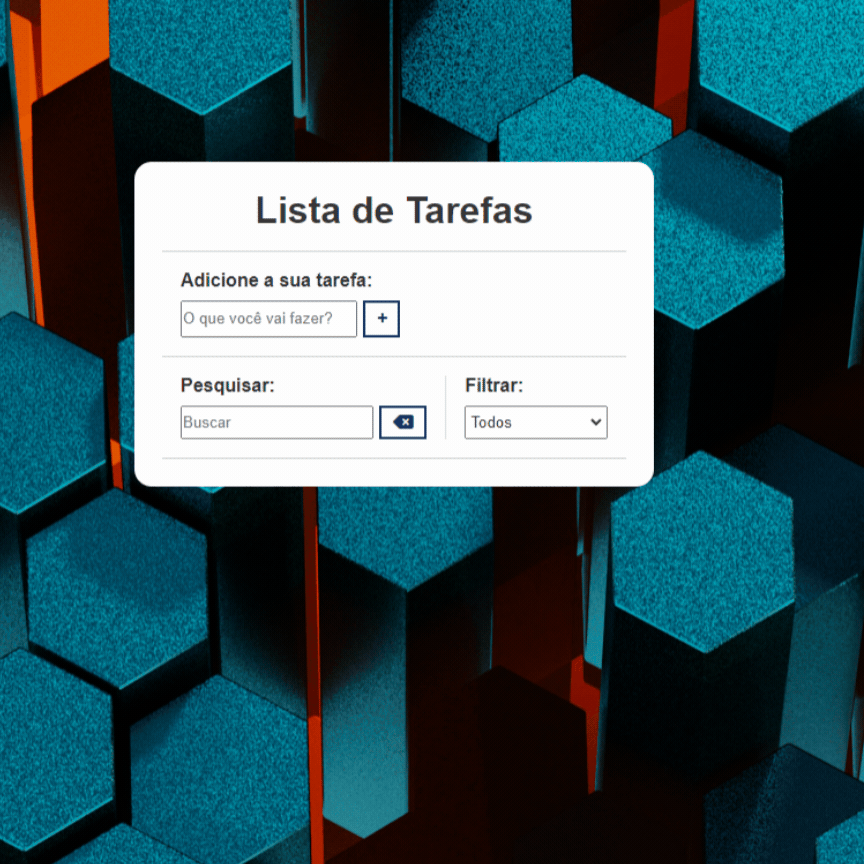 Lista de Tarefas
Adicione a sua tarefa:
O que você vai fazer? +
Pesquisar: Filtrar:
Buscar Todos